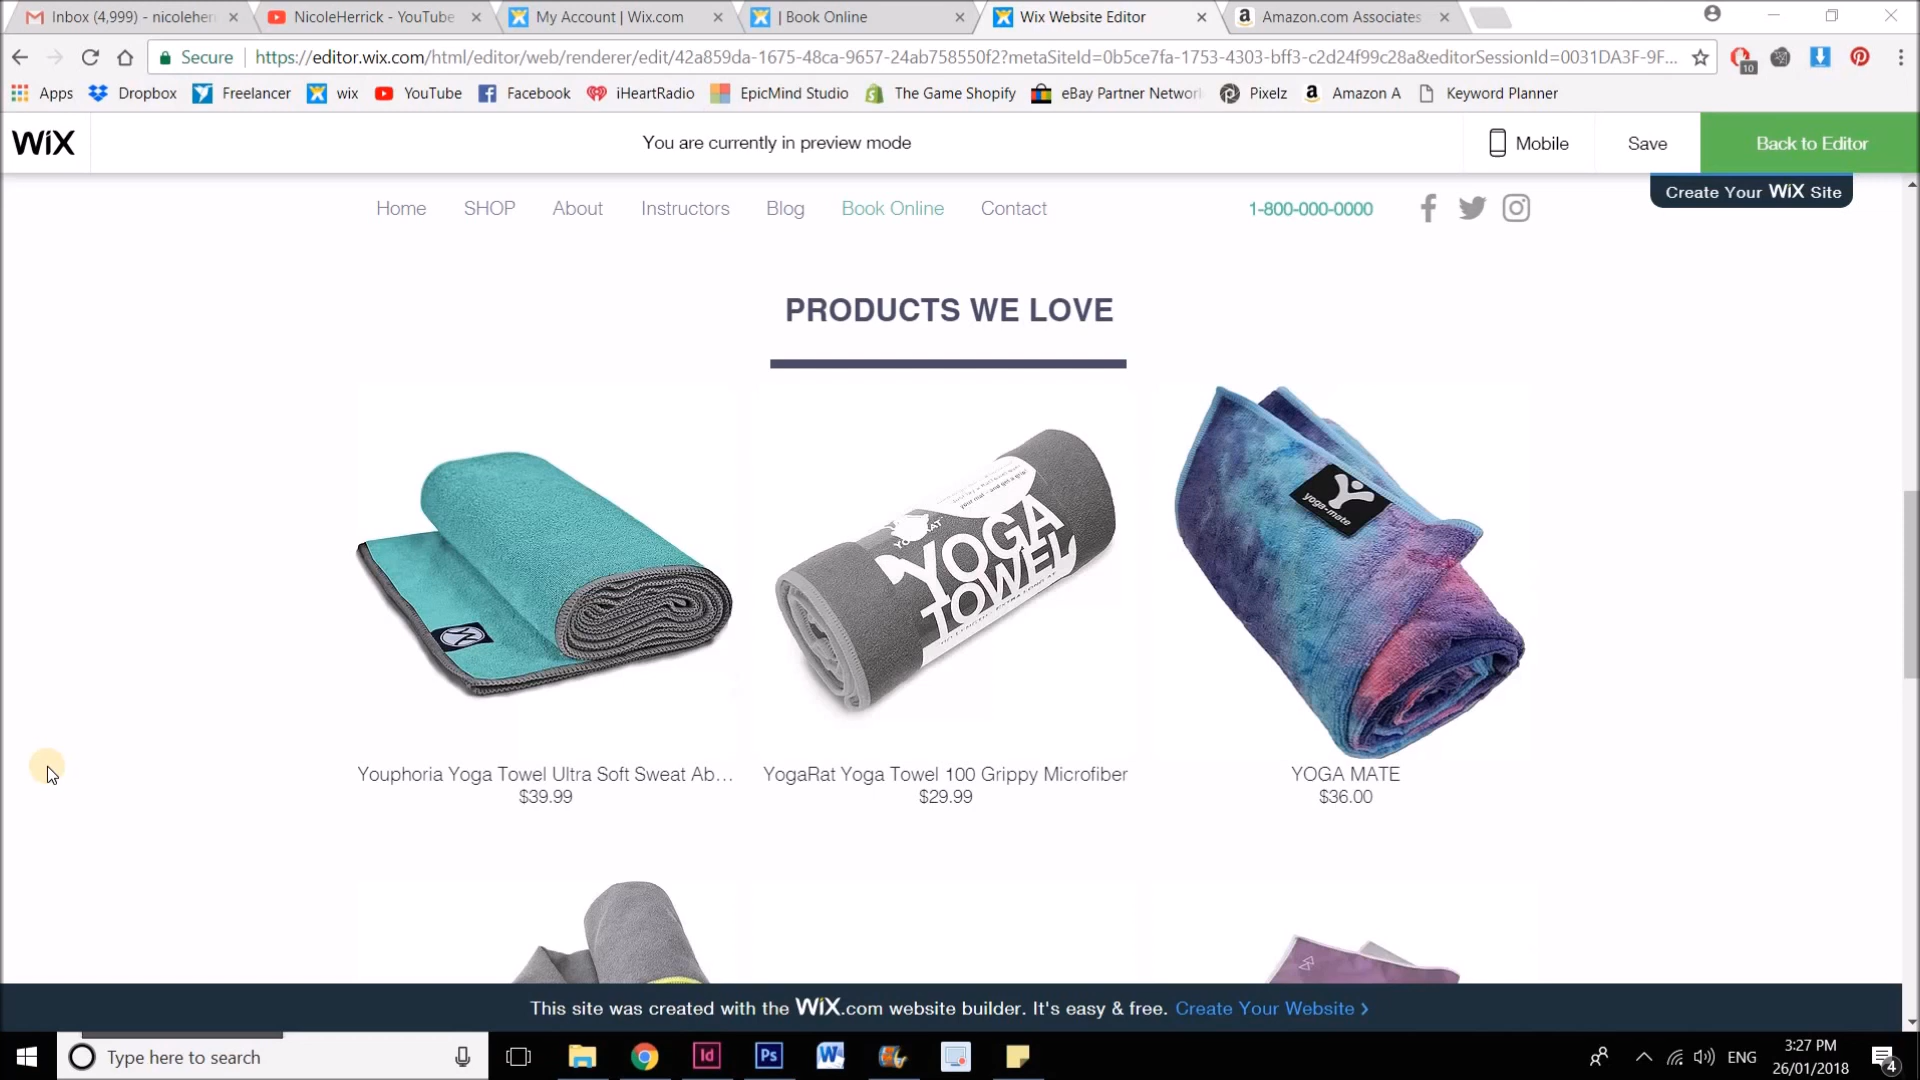 Inbox (4,999) - nicoleher
NicoleHerrick - YouTube
My Account | Wix.com
| Book Online
Wix Website Editor
Amazon.com Associates
Secure
https://editor.wix.com/html/editor/web/renderer/edit/42a859da-1675-48ca-9657-24ab758550f2?metaSiteId=0b5ce7fa-1753-4303-bff3-c2d24f99c28a&editorSessionId=0031DA3F-9F...
10
Apps
Dropbox
Freelancer
wix
YouTube
Facebook
iHeartRadio
EpicMind Studio
The Game Shopify
eBay Partner Networ
Pixelz
Amazon A
Keyword Planner
WiX
You are currently in preview mode
Mobile
Save
Back to Editor
Create Your WiX Site
Home
SHOP
About
Instructors
Blog
Book Online
Contact
1-800-000-0000
PRODUCTS WE LOVE
YOGA
TOWEL
yoga-mate
Youphoria Yoga Towel Ultra Soft Sweat Ab...
$39.99
YogaRat Yoga Towel 100 Grippy Microfiber
$29.99
YOGA MATE
$36.00
This site was created with the WiX.com website builder. It's easy & free. Create Your Website >
Type here to search
Id
Ps
ENG
3:27 PM
26/01/2018
4